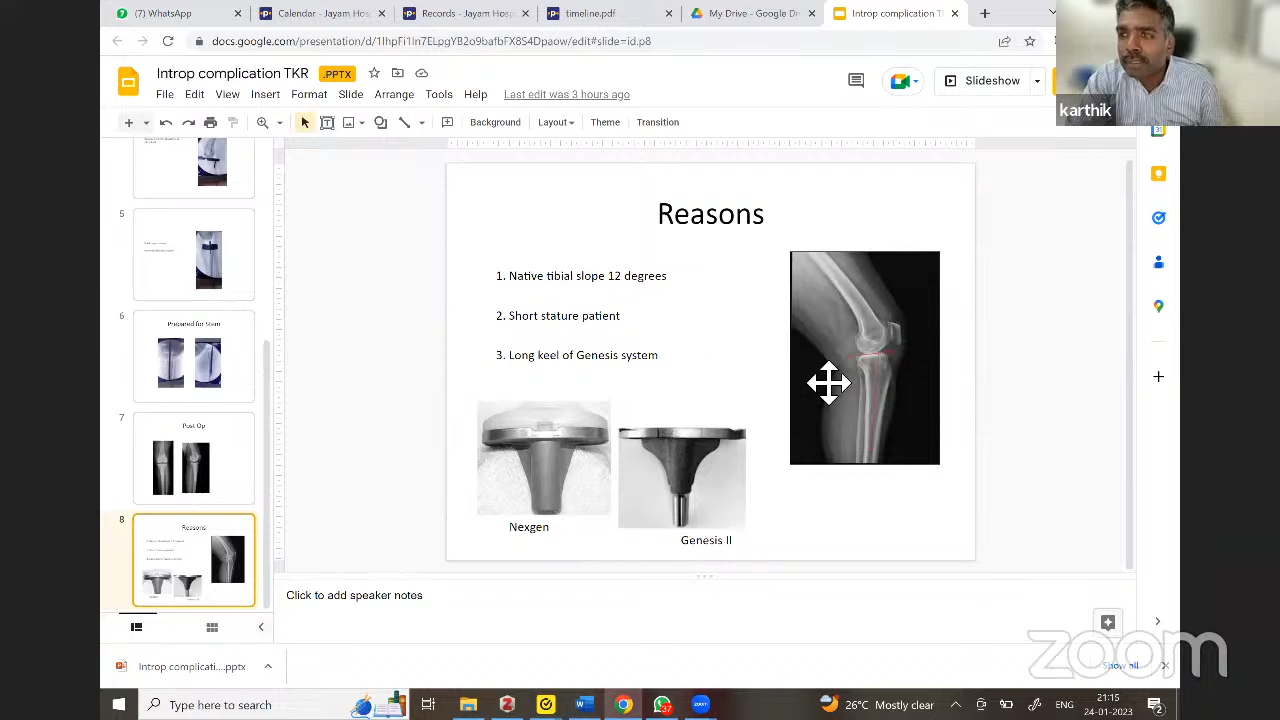 (7) WhatsApp
Calendar - Jayam Hos
Reement Hosp
timeline.pdf
My Drive - Google Dr
Introp complication T
docs.google.com/presentation/d/
/edit#slide=id.p8
Introp complication TKR
.PPTX
Slideshow
File Edit View Insert Format Slide Arrange Tools Help
Last edit was 3 hours ago
Background
Layout
Theme
Transition
karthik
31
5
6
Prepared for Stem
7
Post Op
8
Reasons
Reasons
1. Native tibial slope 12 degrees
2. Short stature patient
3. Long keel of Genesis system
Nexgen
Genesis II
Click to add speaker notes
zoom
Introp complicati....pptx
Show all
Type here to search
37
zoom
26°C Mostly clear
ENG
21:15
24-01-2023
2